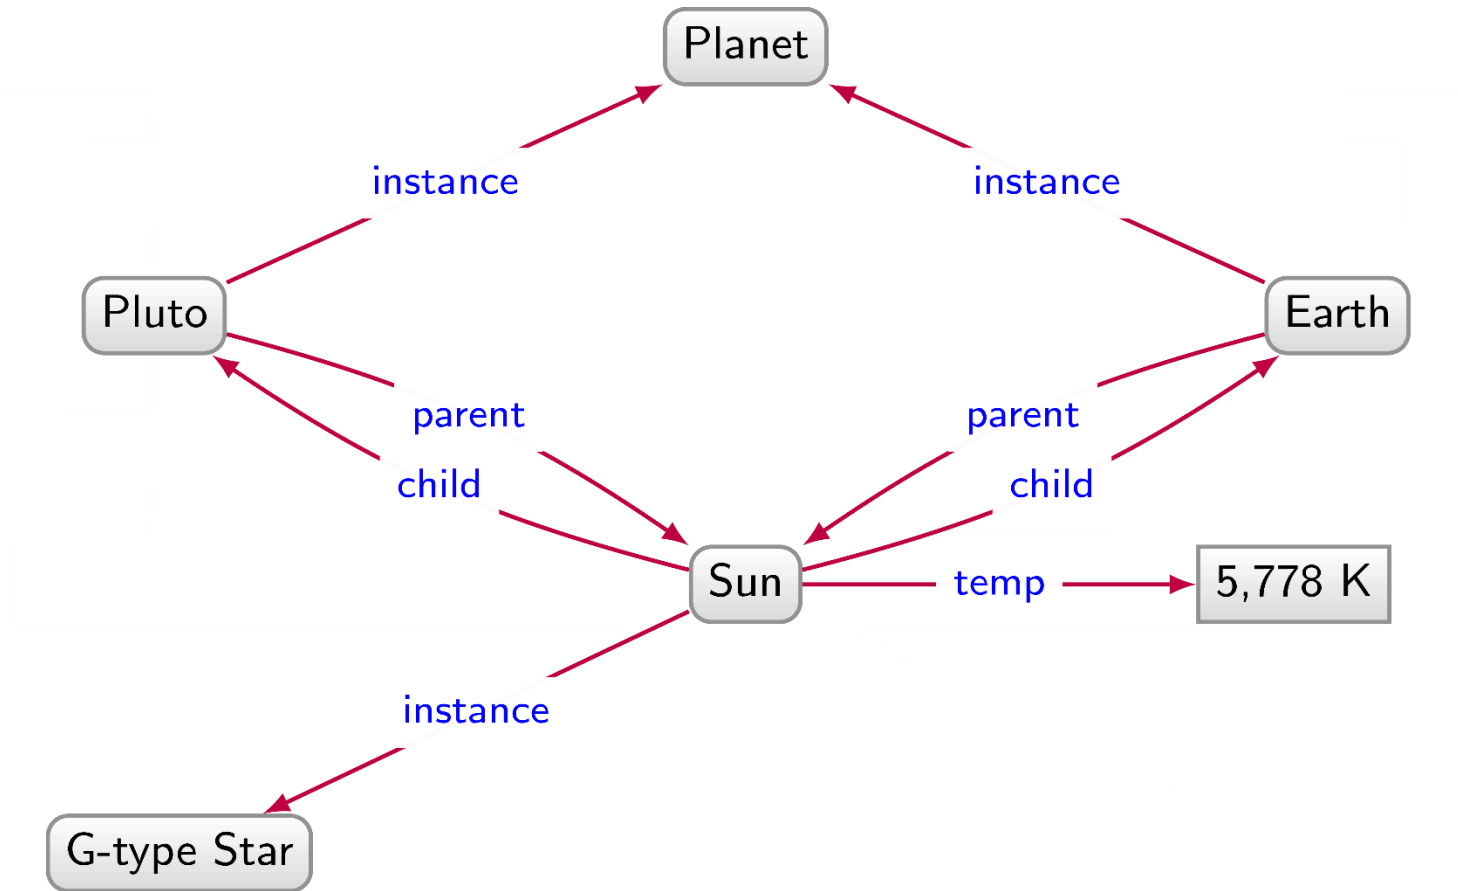 Planet
instance
instance
Pluto
Earth
parent
parent
child
child
Sun
temp
5,778 K
instance
G-type Star